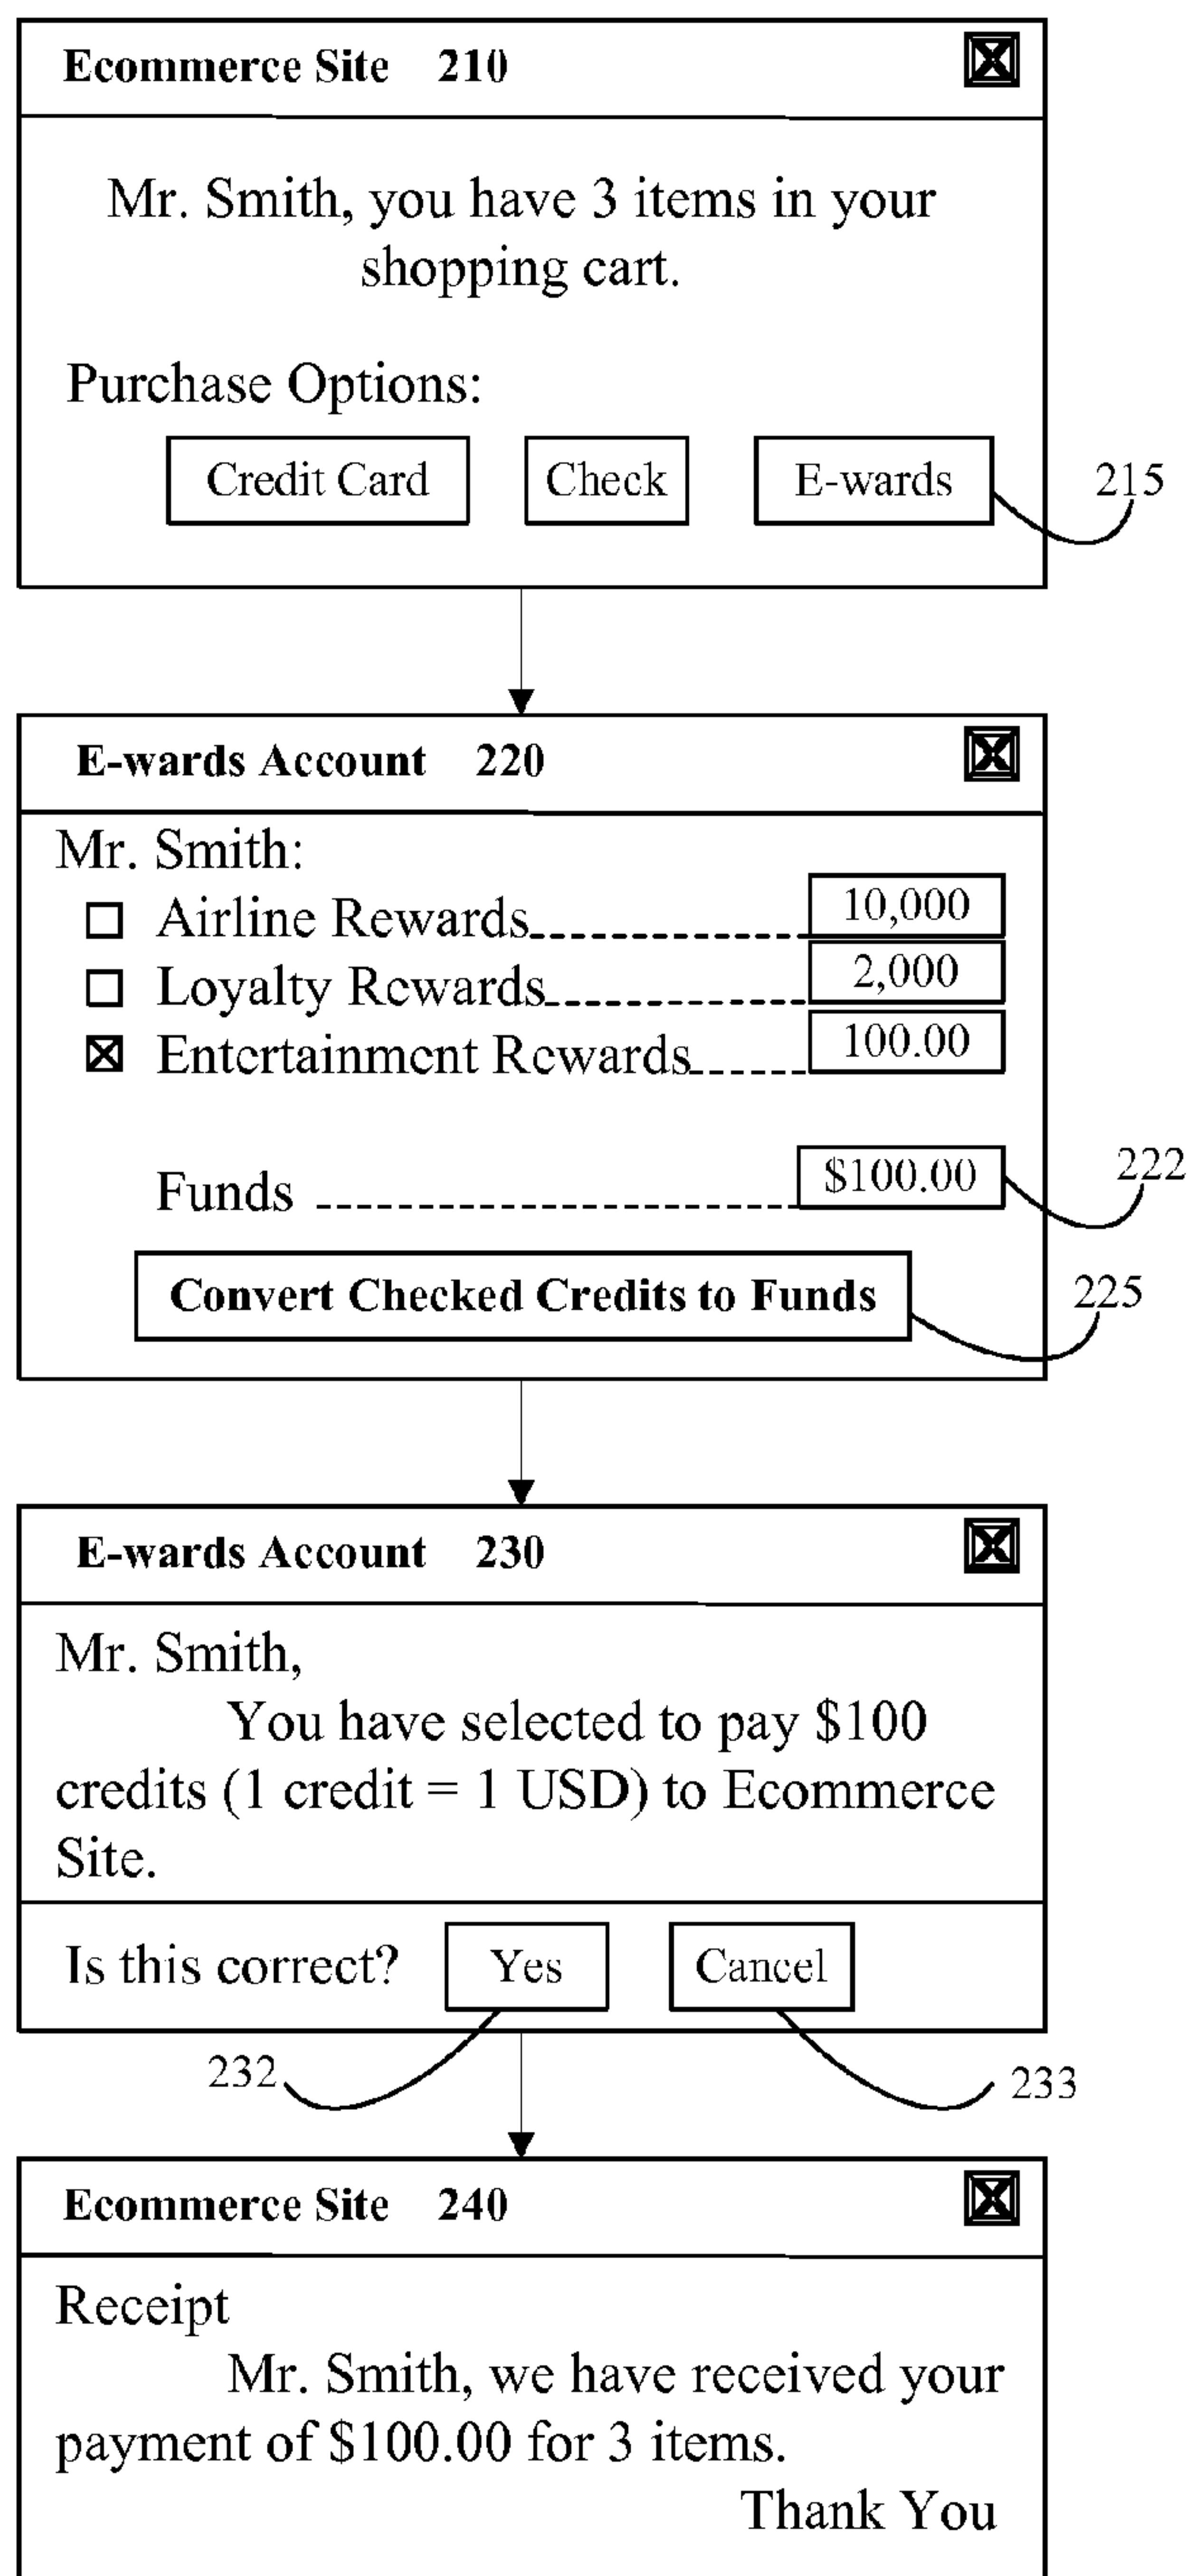 Ecommerce Site 210
Mr. Smith, you have 3 items in your
shopping cart.
Purchase Options:
Credit Card Check E-wards 215
E-wards Account 220
Mr. Smith:
Airline Rewards 10,000
Loyalty Rewards 2,000
Entertainment Rewards 100.00
Funds $100.00 222
Convert Checked Credits to Funds 225
E-wards Account 230
Mr. Smith,
You have selected to pay $100
credits (1 credit = 1 USD) to Ecommerce
Site.
Is this correct? Yes Cancel
232 233
Ecommerce Site 240
Receipt
Mr. Smith, we have received your
payment of $100.00 for 3 items.
Thank You